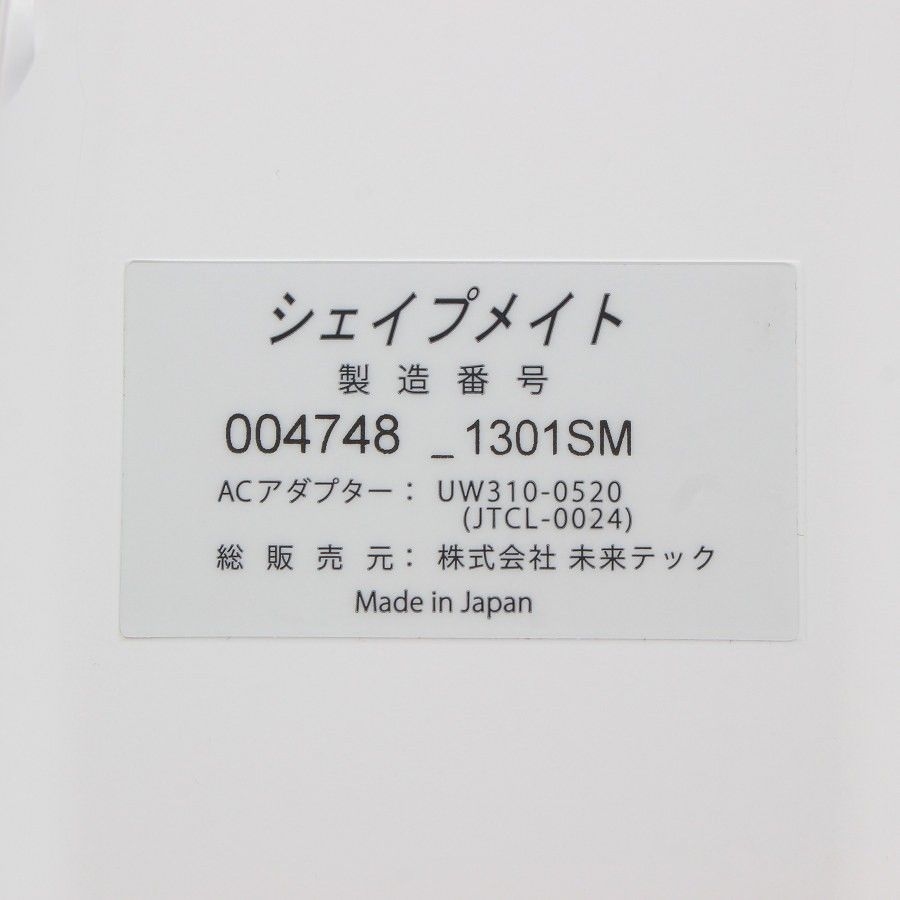 シェイプメイト
製造番号
004748 _1301SM
ACアダプター： UW310-0520
(JTCL-0024)
総販売元： 株式会社 未来テック
Made in Japan